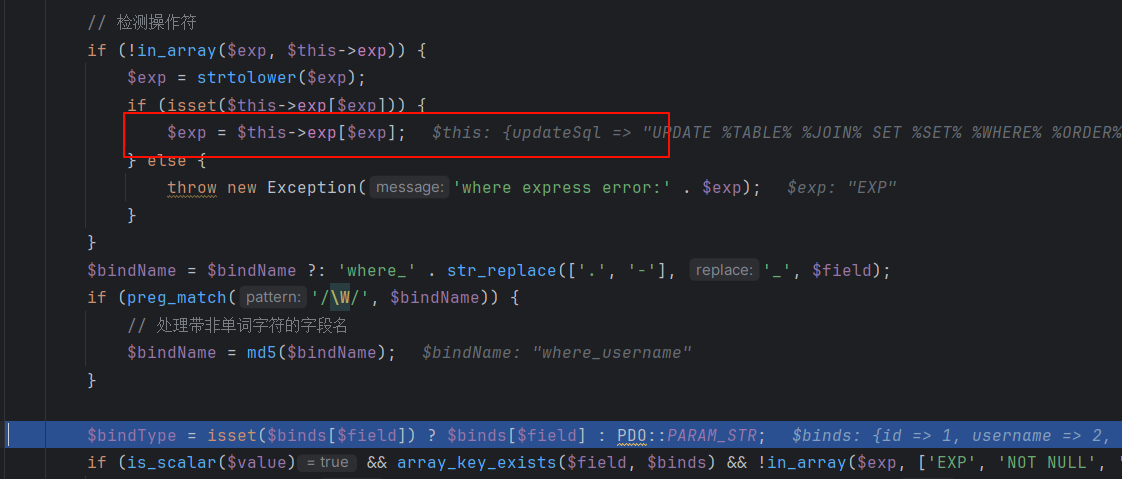 // 检测操作符
if (!in_array($exp, $this->exp)) {
$exp = strtolower($exp);
if (isset($this->exp[$exp])) {
$exp = $this->exp[$exp]; $this: {updateSql => "UPDATE %TABLE% %JOIN% SET %SET% %WHERE% %ORDER%
} else {
throw new Exception( message: 'where express error:' . $exp); $exp: "EXP"
}
}
$bindName = $bindName ?: 'where_' . str_replace(['.', '-'], replace: '_', $field);
if (preg_match( pattern: '/\W/', $bindName)) {
// 处理带非单词字符的字段名
$bindName = md5($bindName); $bindName: "where_username"
}
$bindType = isset($binds[$field]) ? $binds[$field] : PDO::PARAM_STR; $binds: {id => 1, username => 2,
if (is_scalar($value) = true && array_key_exists($field, $binds) && !in_array($exp, ['EXP', 'NOT NULL', '